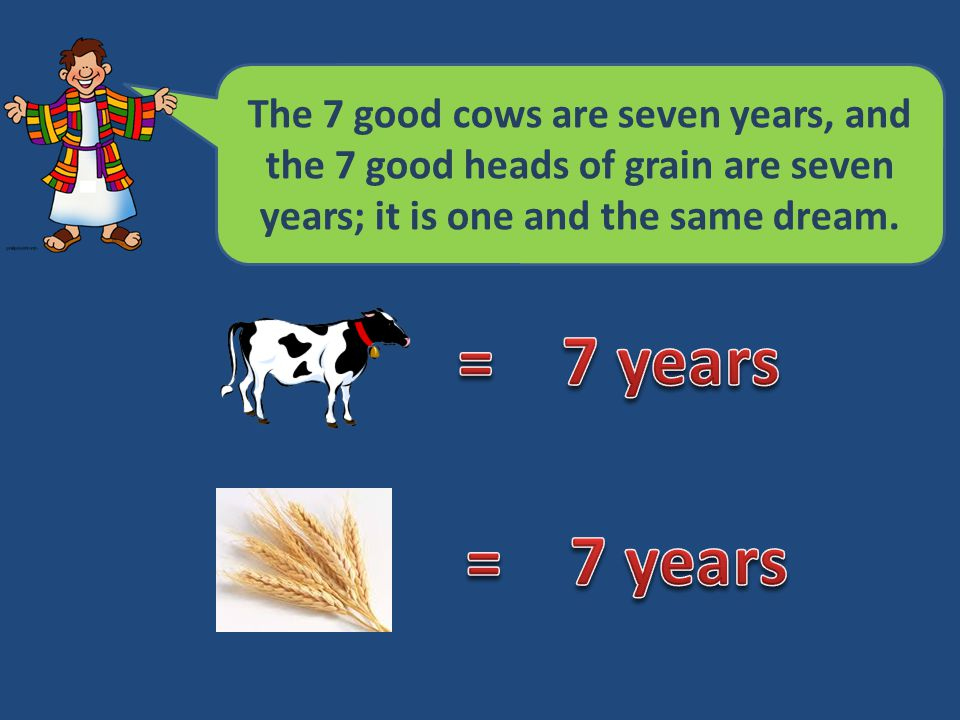 The 7 good cows are seven years, and
the 7 good heads of grain are seven
years; it is one and the same dream.
= 7 years
= 7 years